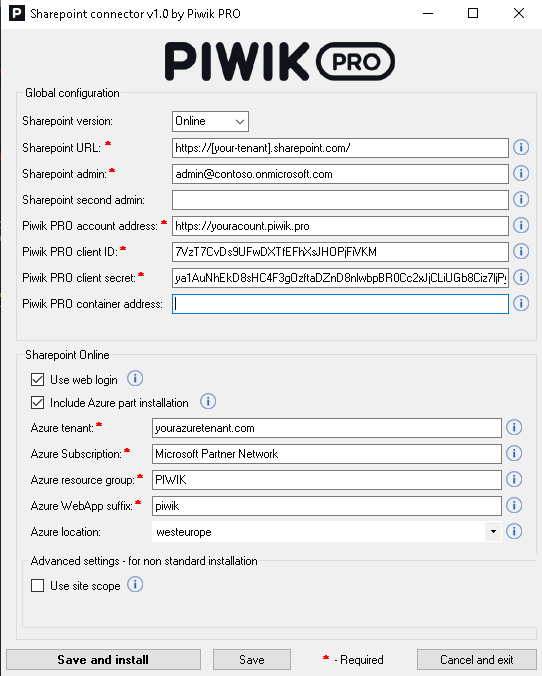 P Sharepoint connector v1.0 by Piwik PRO
PIWIK PRO
Global configuration
Sharepoint version: Online
Sharepoint URL: * https://[your-tenant].sharepoint.com/
Sharepoint admin: * admin@contoso.onmicrosoft.com
Sharepoint second admin:
Piwik PRO account address: * https://youracount.piwik.pro
Piwik PRO client ID: * 7VzT7CvDs9UFwDXTfEFhXsJHOPjFiVKM
Piwik PRO client secret: *
Piwik PRO container address:
Sharepoint Online
Use web login
Include Azure part installation
Azure tenant: * yourazuretenant.com
Azure Subscription: * Microsoft Partner Network
Azure resource group: * PIWIK
Azure WebApp suffix: * piwik
Azure location: westeurope
Advanced settings - for non standard installation
Use site scope
Save and install Save * - Required Cancel and exit